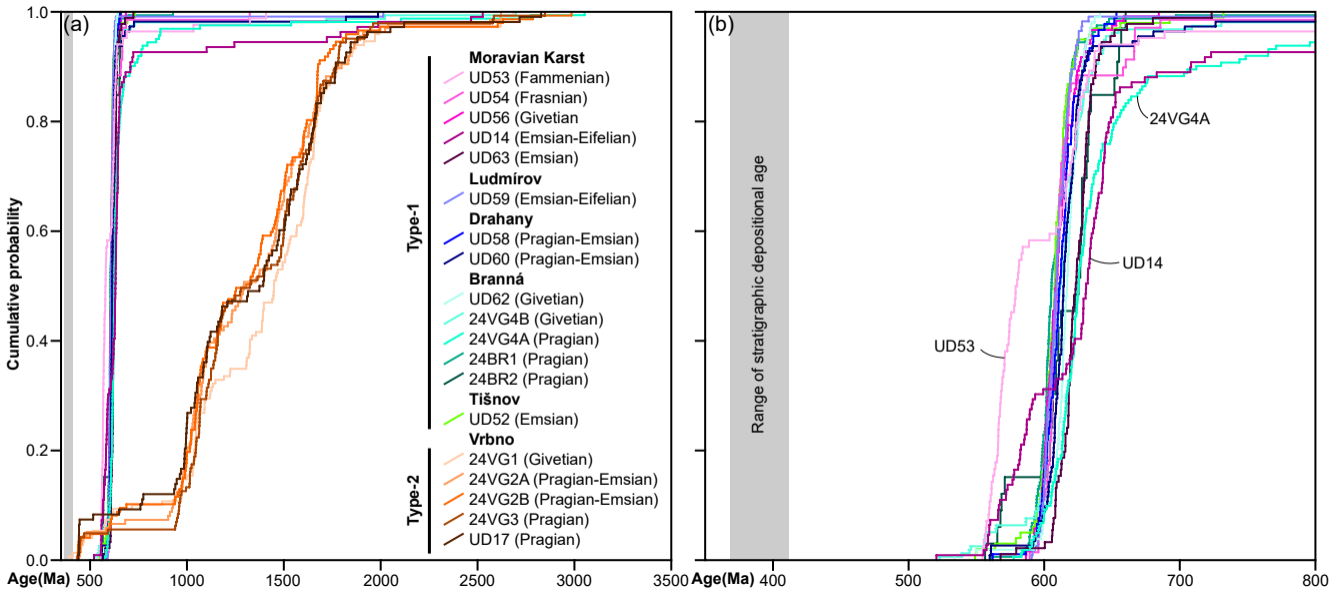 (a)
Cumulative probability
1.0
0.8
0.6
0.4
0.2
0.0
Age(Ma)
500
1000
1500
2000
2500
3000
3500
Type-1
Type-2
Moravian Karst
UD53 (Fammenian)
UD54 (Frasnian)
UD56 (Givetian
UD14 (Emsian-Eifelian)
UD63 (Emsian)
Ludmírov
UD59 (Emsian-Eifelian)
Drahany
UD58 (Pragian-Emsian)
UD60 (Pragian-Emsian)
Branná
UD62 (Givetian)
24VG4B (Givetian)
24VG4A (Pragian)
24BR1 (Pragian)
24BR2 (Pragian)
Tišnov
UD52 (Emsian)
Vrbno
24VG1 (Givetian)
24VG2A (Pragian-Emsian)
24VG2B (Pragian-Emsian)
24VG3 (Pragian)
UD17 (Pragian)
(b)
Range of stratigraphic depositional age
24VG4A
UD14
UD53
Age(Ma)
400
500
600
700
800